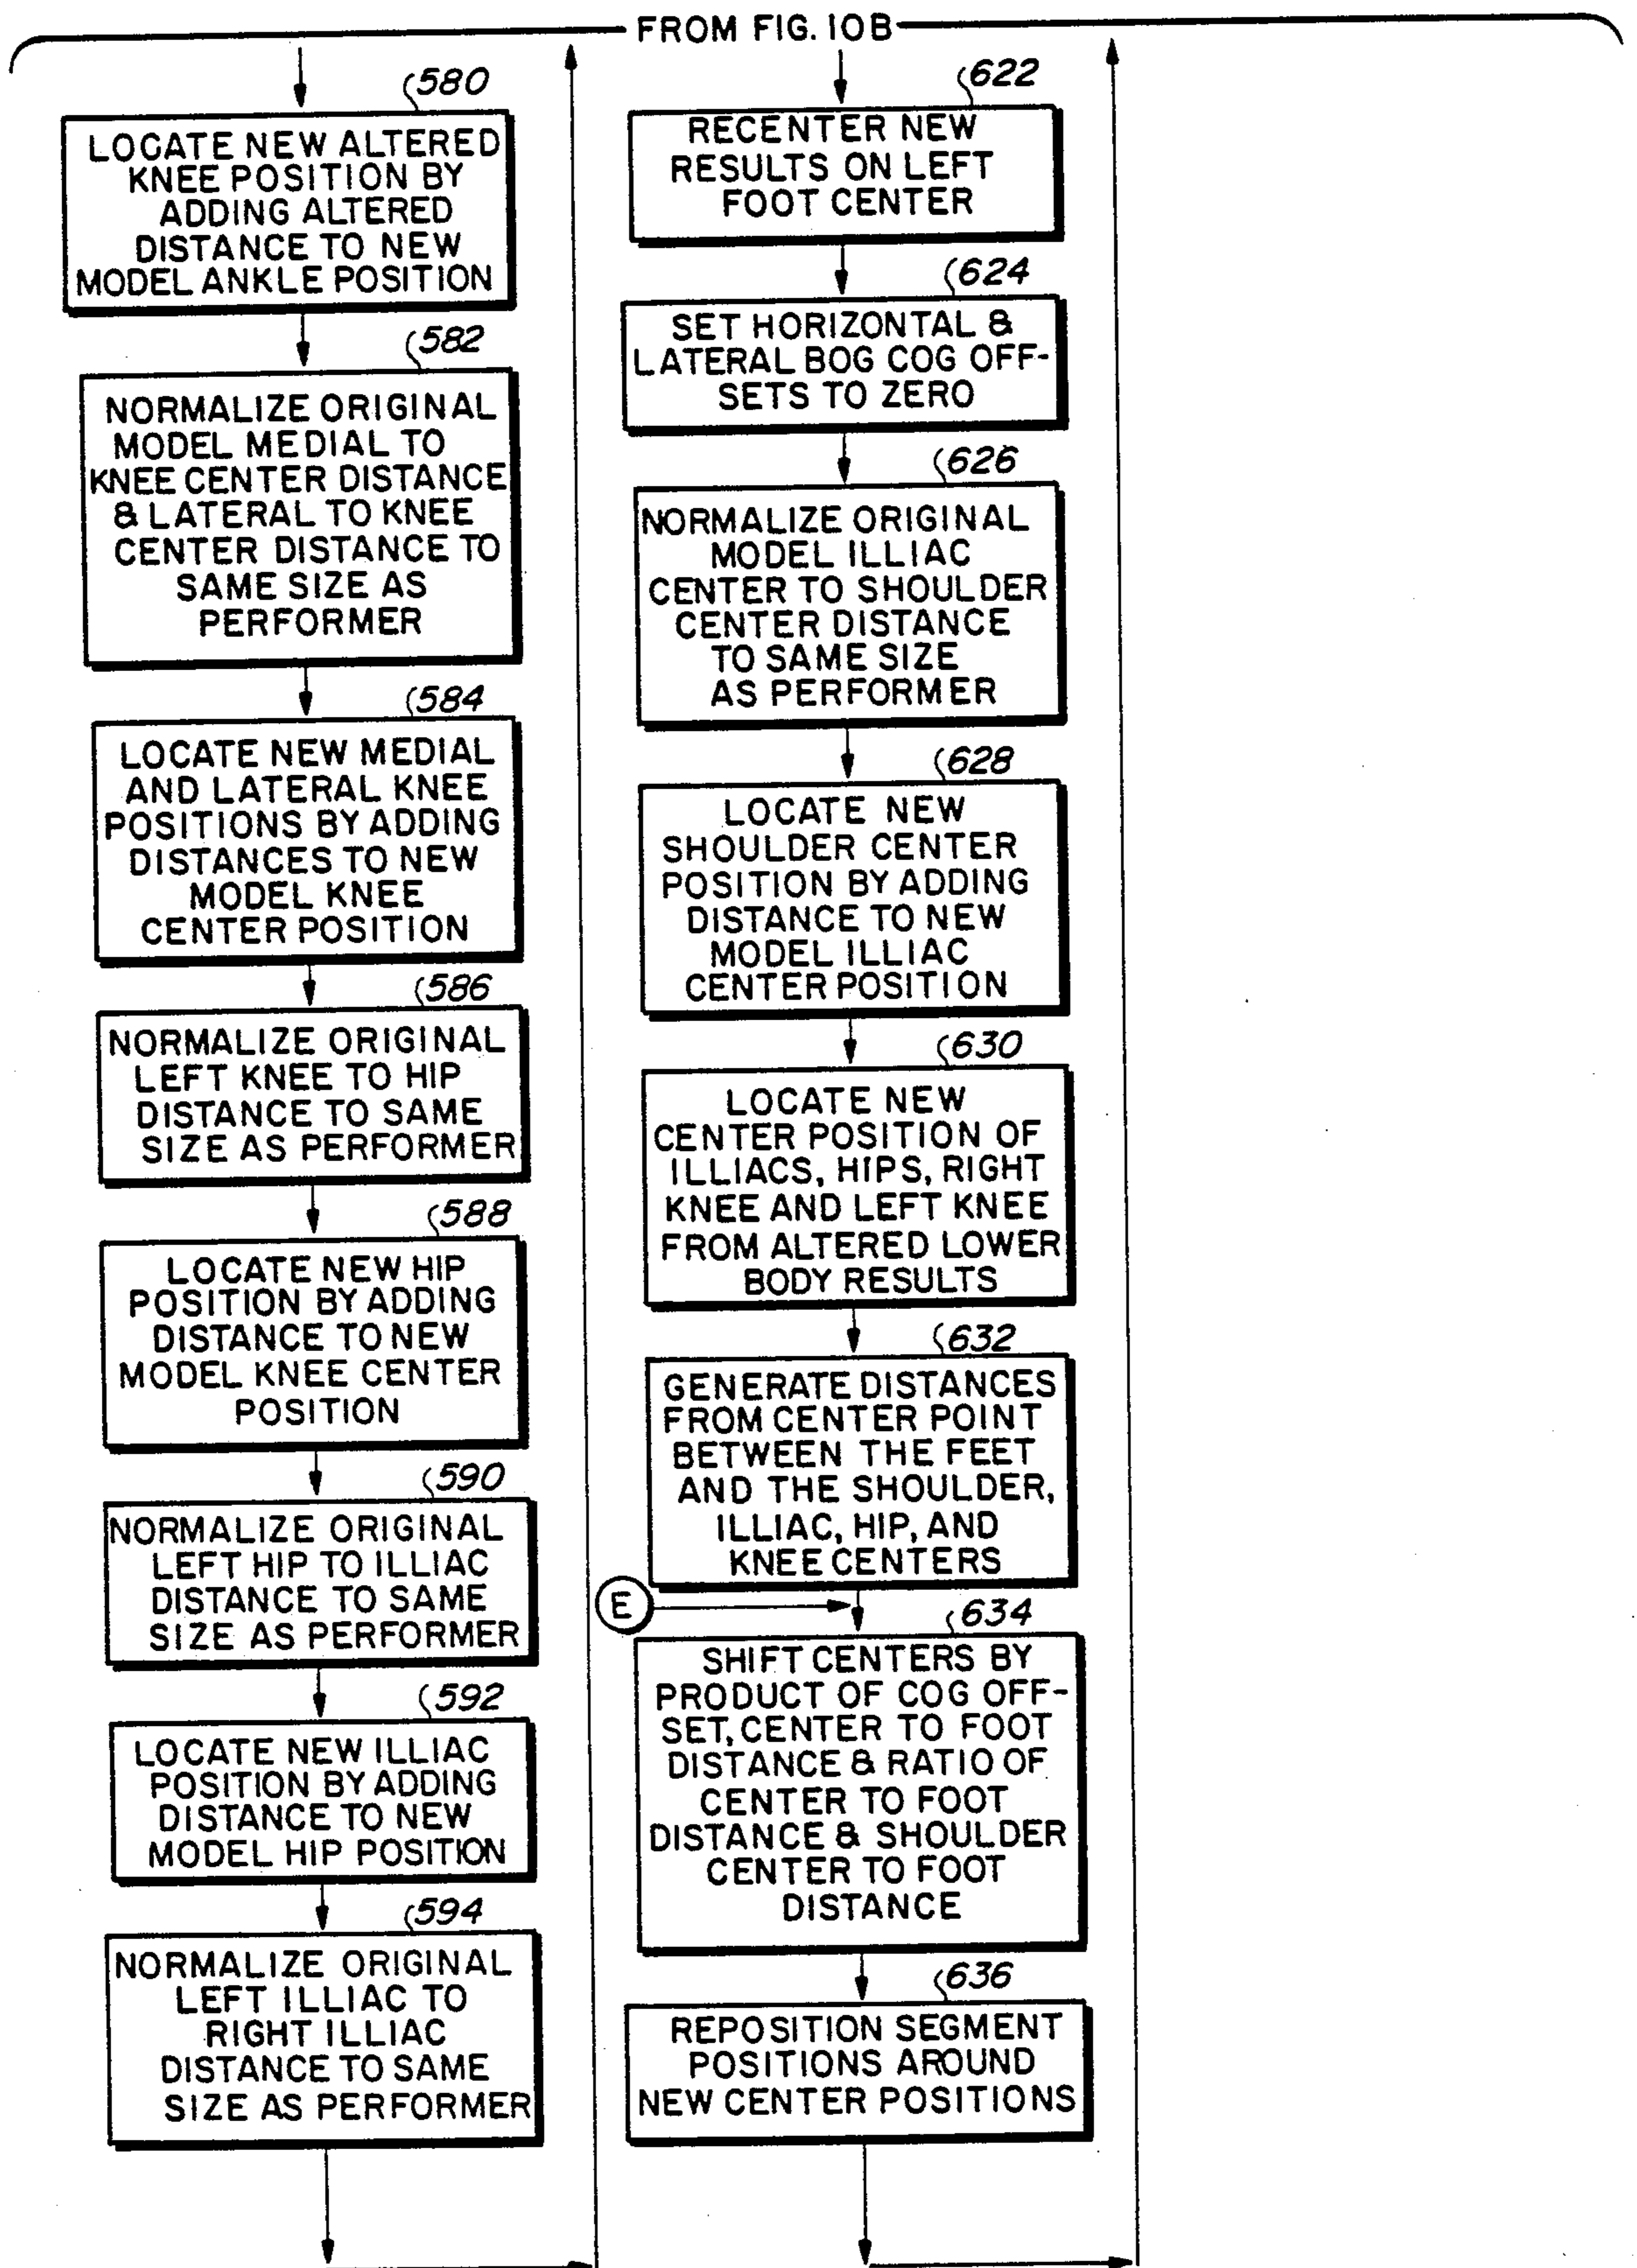 FROM FIG. 10B
580
LOCATE NEW ALTERED
KNEE POSITION BY
ADDING ALTERED
DISTANCE TO NEW
MODEL ANKLE POSITION
582
NORMALIZE ORIGINAL
MODEL MEDIAL TO
KNEE CENTER DISTANCE
& LATERAL TO KNEE
CENTER DISTANCE TO
SAME SIZE AS
PERFORMER
584
LOCATE NEW MEDIAL
AND LATERAL KNEE
POSITIONS BY ADDING
DISTANCES TO NEW
MODEL KNEE
CENTER POSITION
586
NORMALIZE ORIGINAL
LEFT KNEE TO HIP
DISTANCE TO SAME
SIZE AS PERFORMER
588
LOCATE NEW HIP
POSITION BY ADDING
DISTANCE TO NEW
MODEL KNEE CENTER
POSITION
590
NORMALIZE ORIGINAL
LEFT HIP TO ILLIAC
DISTANCE TO SAME
SIZE AS PERFORMER
592
LOCATE NEW ILLIAC
POSITION BY ADDING
DISTANCE TO NEW
MODEL HIP POSITION
594
NORMALIZE ORIGINAL
LEFT ILLIAC TO
RIGHT ILLIAC
DISTANCE TO SAME
SIZE AS PERFORMER
622
RECENTER NEW
RESULTS ON LEFT
FOOT CENTER
624
SET HORIZONTAL &
LATERAL BOG COG OFF-
SETS TO ZERO
626
NORMALIZE ORIGINAL
MODEL ILLIAC
CENTER TO SHOULDER
CENTER DISTANCE
TO SAME SIZE
AS PERFORMER
628
LOCATE NEW
SHOULDER CENTER
POSITION BY ADDING
DISTANCE TO NEW
MODEL ILLIAC
CENTER POSITION
630
LOCATE NEW
CENTER POSITION OF
ILLIACS, HIPS, RIGHT
KNEE AND LEFT KNEE
FROM ALTERED LOWER
BODY RESULTS
632
GENERATE DISTANCES
FROM CENTER POINT
BETWEEN THE FEET
AND THE SHOULDER,
ILLIAC, HIP, AND
KNEE CENTERS
E
634
SHIFT CENTERS BY
PRODUCT OF COG OFF-
SET, CENTER TO FOOT
DISTANCE & RATIO OF
CENTER TO FOOT
DISTANCE & SHOULDER
CENTER TO FOOT
DISTANCE
636
REPOSITION SEGMENT
POSITIONS AROUND
NEW CENTER POSITIONS